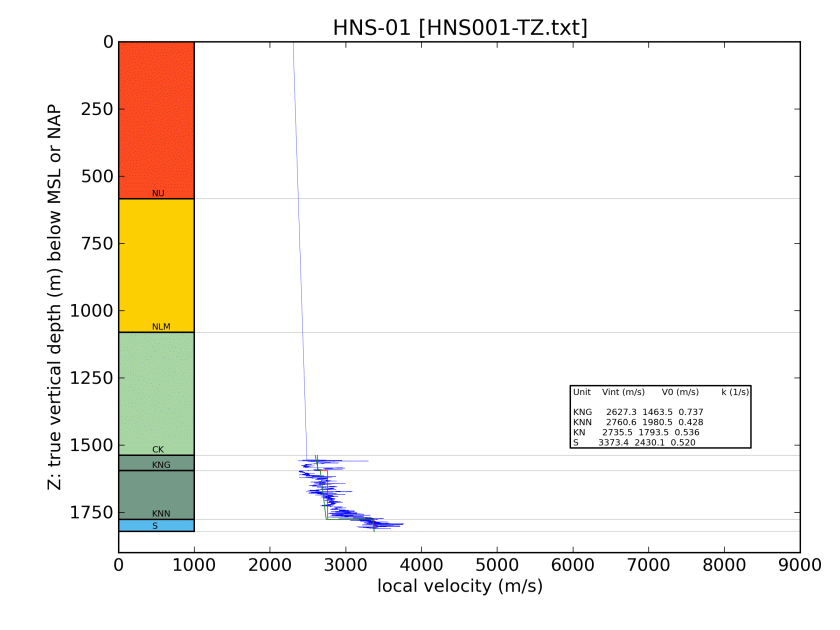 HNS-01 [HNS001-TZ.txt]
0
250
500
750
1000
1250
1500
1750
Z: true vertical depth (m) below MSL or NAP
NU
NLM
CK
KNG
KNN
S
Unit Vint (m/s) V0 (m/s) k (1/s)
KNG 2627.3 1463.5 0.737
KNN 2760.6 1980.5 0.428
KN 2735.5 1793.5 0.536
S 3373.4 2430.1 0.520
0 1000 2000 3000 4000 5000 6000 7000 8000 9000
local velocity (m/s)